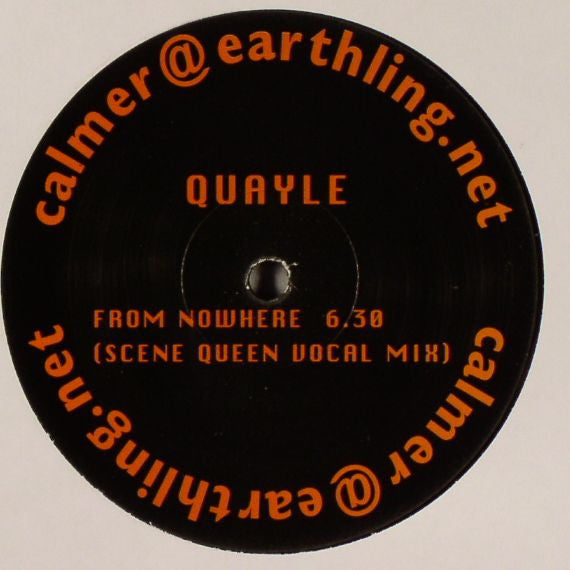 calmer@earthling.net
QUAYLE
FROM NOWHERE 6.30
(SCENE QUEEN VOCAL MIX)
calmer@earthling.net